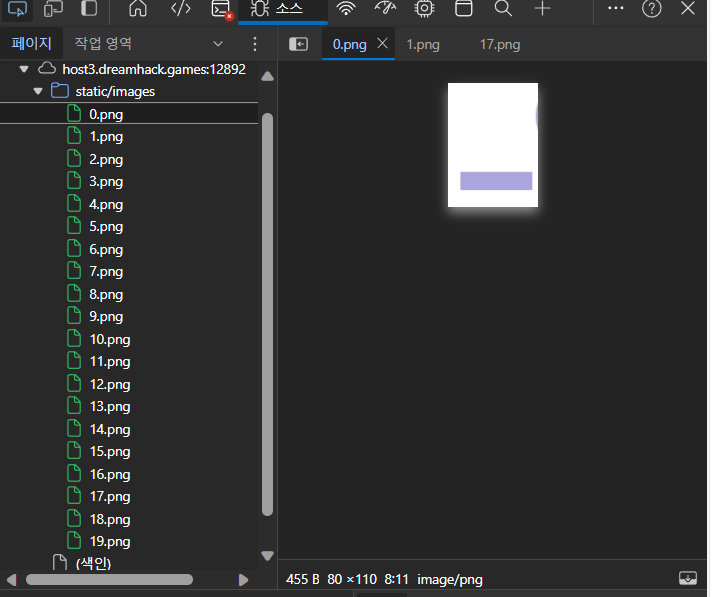 소스
페이지 작업 영역 0.png 1.png 17.png
host3.dreamhack.games:12892
static/images
0.png
1.png
2.png
3.png
4.png
5.png
6.png
7.png
8.png
9.png
10.png
11.png
12.png
13.png
14.png
15.png
16.png
17.png
18.png
19.png
(색인)
455 B 80 ×110 8:11 image/png